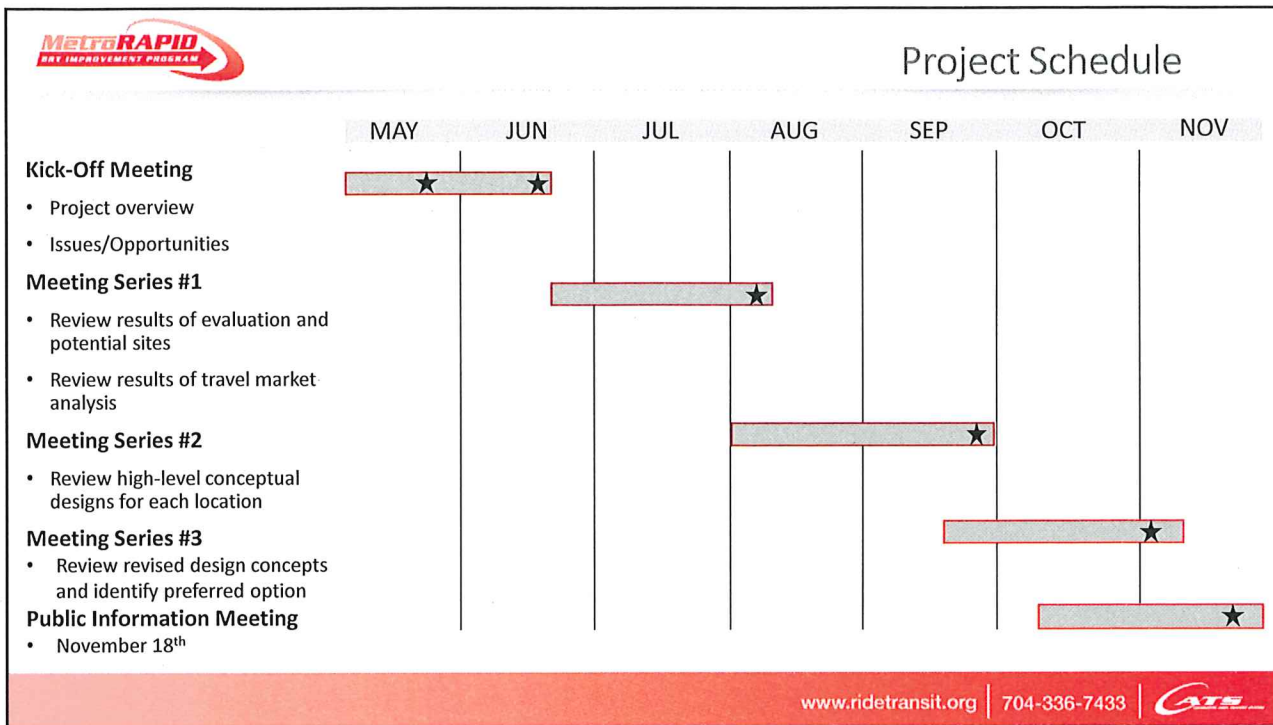 MetroRAPID
BRT IMPROVEMENT PROGRAM
Project Schedule
MAY JUN JUL AUG SEP OCT NOV
Kick-Off Meeting
• Project overview
• Issues/Opportunities
Meeting Series #1
• Review results of evaluation and
potential sites
• Review results of travel market
analysis
Meeting Series #2
• Review high-level conceptual
designs for each location
Meeting Series #3
• Review revised design concepts
and identify preferred option
Public Information Meeting
• November 18th
www.ridetransit.org | 704-336-7433 | CATS